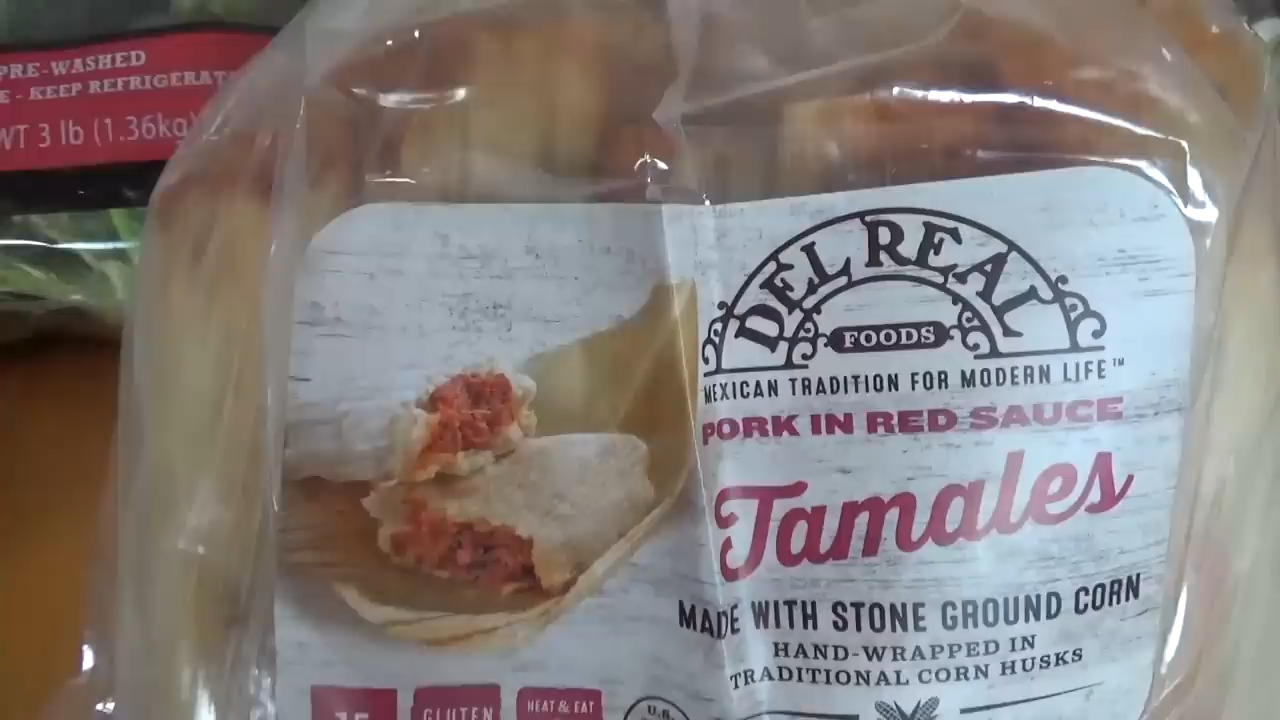 PRE-WASHED
E - KEEP REFRIGERAT
WT 3 lb (1.36kg)
DEL REAL
FOODS
MEXICAN TRADITION FOR MODERN LIFE™
PORK IN RED SAUCE
Tamales
MADE WITH STONE GROUND CORN
HAND-WRAPPED IN
TRADITIONAL CORN HUSKS
15
GLUTEN
HEAT & EAT
U.S.